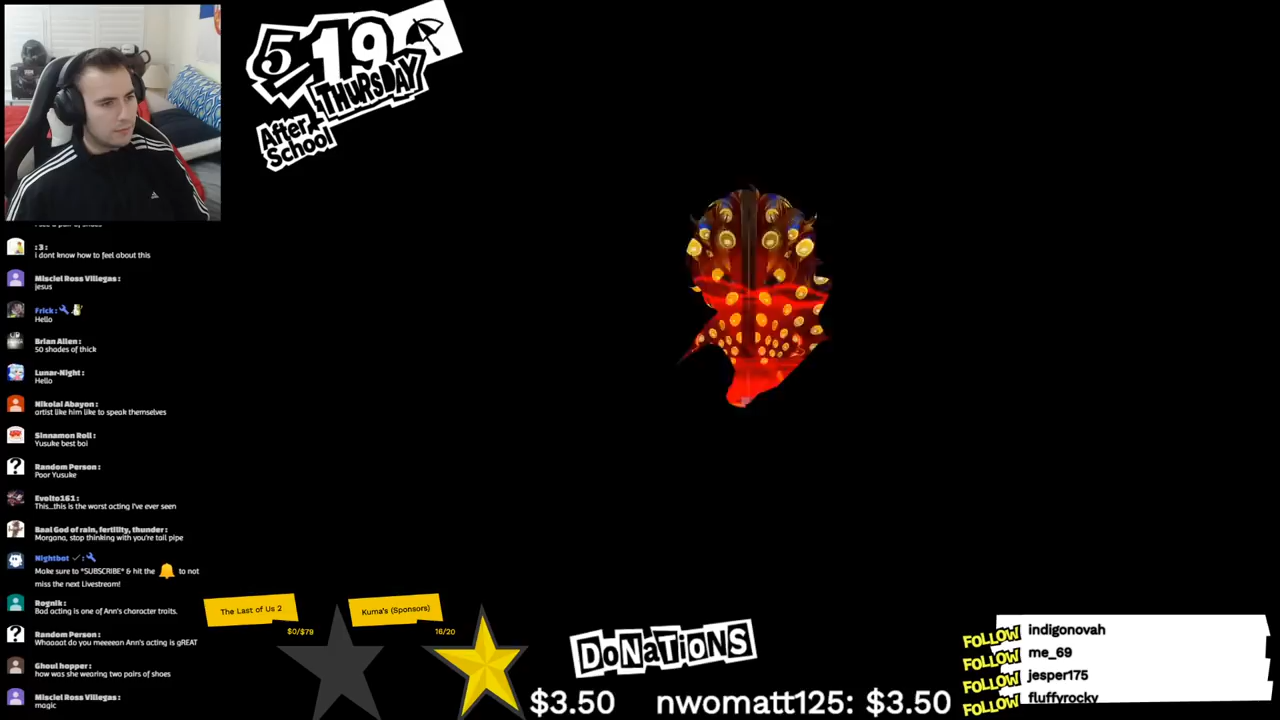 5/19
THURSDAY
After School
: 3 :
i dont know how to feel about this
Misciel Ross Villegas :
jesus
Frick :
Hello
Brian Allen :
50 shades of thick
Lunar-Night :
Hello
Nikolai Abayon :
artist like him like to speak themselves
Sinnamon Roll :
Yusuke best boi
Random Person :
Poor Yusuke
Evolto161 :
This...this is the worst acting I've ever seen
Baal God of rain, fertility, thunder :
Morgana, stop thinking with you're tail pipe
Nightbot ✓ :
Make sure to *SUBSCRIBE* & hit the 🔔 to not
miss the next Livestream!
Rognik :
Bad acting is one of Ann's character traits.
Random Person :
Whaaaat do you meeeean Ann's acting is gREAT
Ghoul hopper :
how was she wearing two pairs of shoes
Misciel Ross Villegas :
magic
The Last of Us 2
$0/$79
Kuma's (Sponsors)
16/20
DONATIONS
$3.50 nwomatt125: $3.50
FOLLOW indigonovah
FOLLOW me_69
FOLLOW jesper175
FOLLOW fluffyrocky